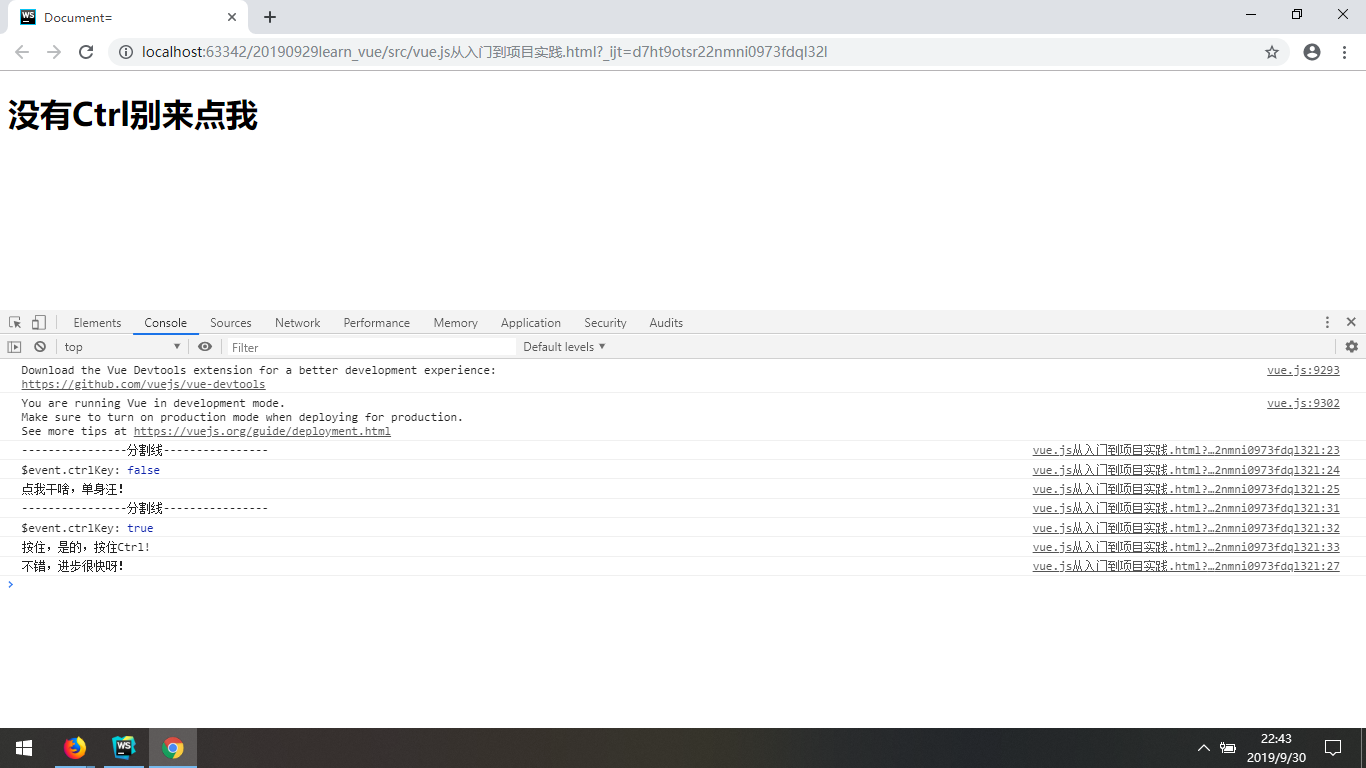 WS Document=
localhost:63342/20190929learn_vue/src/vue.js从入门到项目实践.html?_ijt=d7ht9otsr22nmni0973fdql32l
没有Ctrl别来点我
Elements Console Sources Network Performance Memory Application Security Audits
top Filter Default levels
Download the Vue Devtools extension for a better development experience: vue.js:9293
https://github.com/vuejs/vue-devtools
You are running Vue in development mode. vue.js:9302
Make sure to turn on production mode when deploying for production.
See more tips at https://vuejs.org/guide/deployment.html
----------------分割线---------------- vue.js从入门到项目实践.html?…2nmni0973fdql32l:23
$event.ctrlKey: false vue.js从入门到项目实践.html?…2nmni0973fdql32l:24
点我干啥，单身汪! vue.js从入门到项目实践.html?…2nmni0973fdql32l:25
----------------分割线---------------- vue.js从入门到项目实践.html?…2nmni0973fdql32l:31
$event.ctrlKey: true vue.js从入门到项目实践.html?…2nmni0973fdql32l:32
按住，是的，按住Ctrl! vue.js从入门到项目实践.html?…2nmni0973fdql32l:33
不错，进步很快呀! vue.js从入门到项目实践.html?…2nmni0973fdql32l:27
WS
22:43
2019/9/30